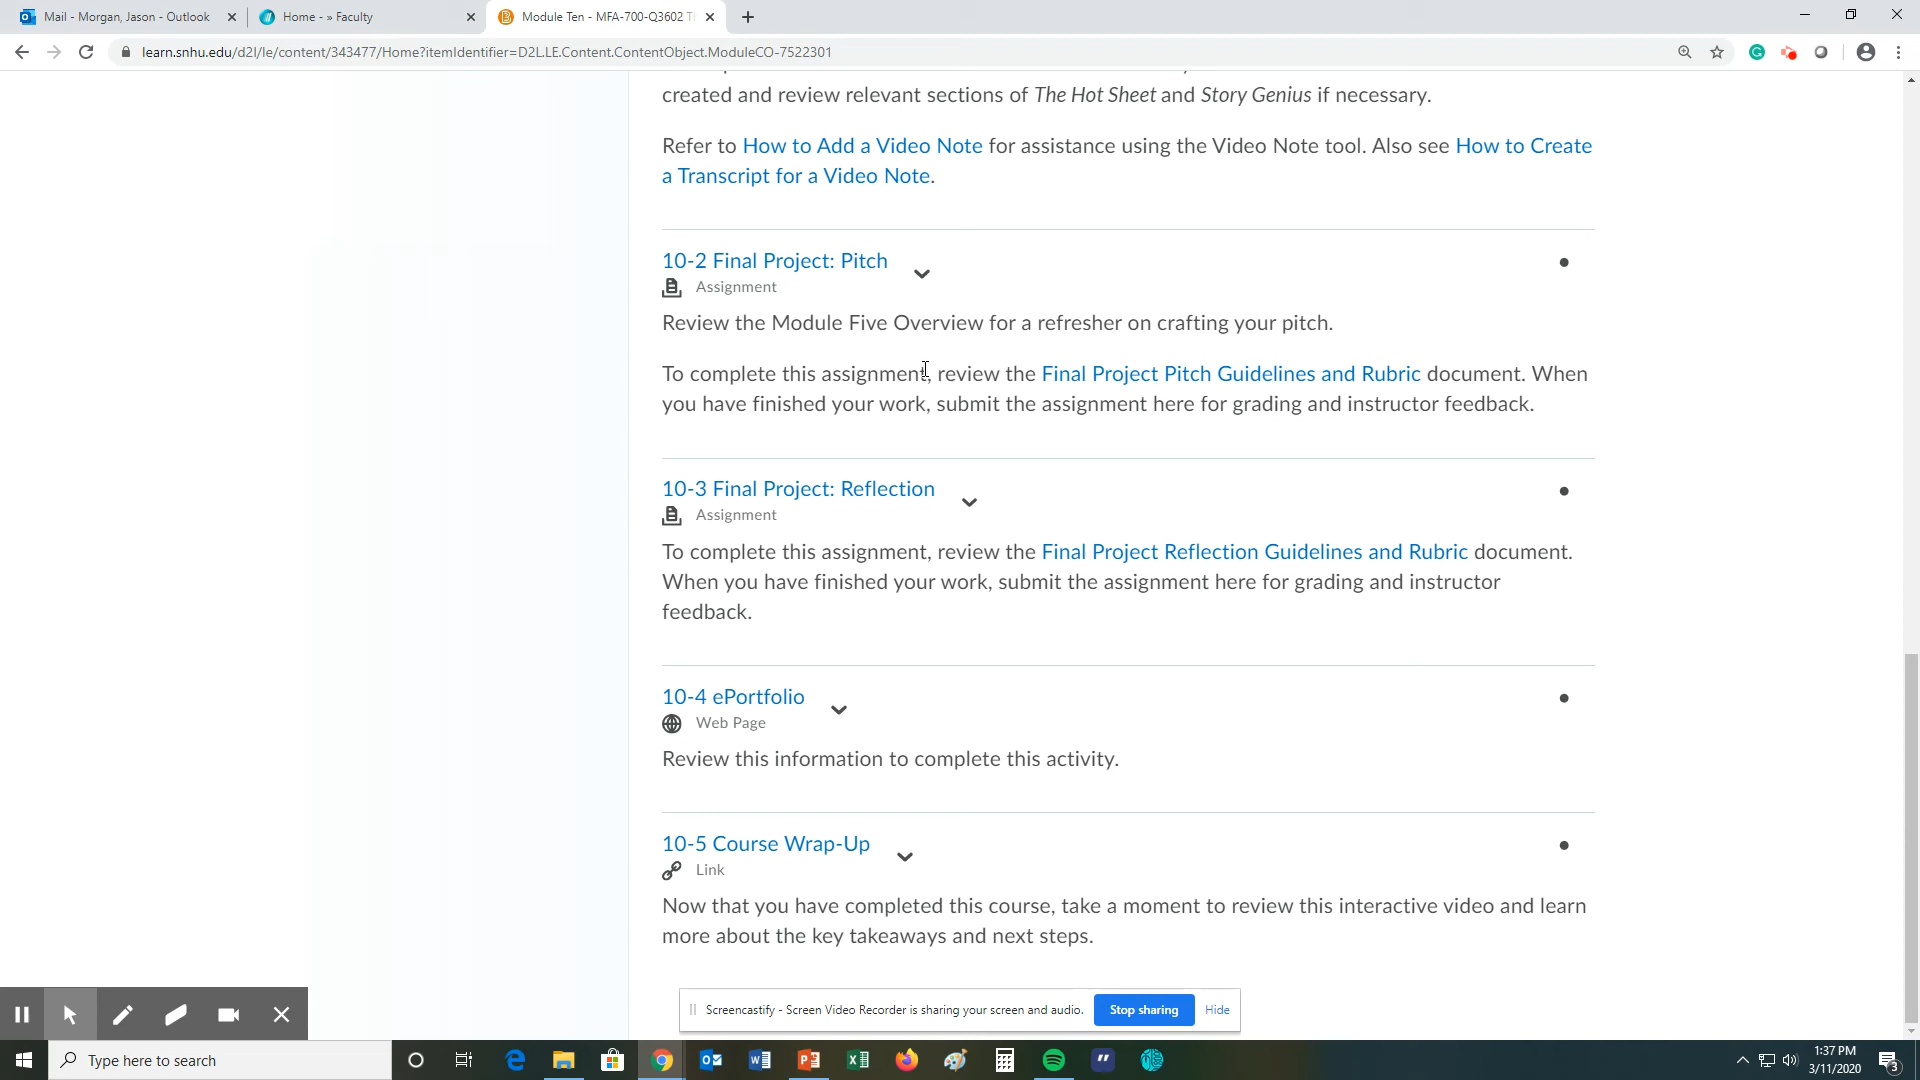 Mail - Morgan, Jason - Outlook
Home - » Faculty
Module Ten - MFA-700-Q3602 T
learn.snhu.edu/d2l/le/content/343477/Home?itemIdentifier=D2L.LE.Content.ContentObject.ModuleCO-7522301
created and review relevant sections of The Hot Sheet and Story Genius if necessary.
Refer to How to Add a Video Note for assistance using the Video Note tool. Also see How to Create
a Transcript for a Video Note.
10-2 Final Project: Pitch
Assignment
Review the Module Five Overview for a refresher on crafting your pitch.
To complete this assignment, review the Final Project Pitch Guidelines and Rubric document. When
you have finished your work, submit the assignment here for grading and instructor feedback.
10-3 Final Project: Reflection
Assignment
To complete this assignment, review the Final Project Reflection Guidelines and Rubric document.
When you have finished your work, submit the assignment here for grading and instructor
feedback.
10-4 ePortfolio
Web Page
Review this information to complete this activity.
10-5 Course Wrap-Up
Link
Now that you have completed this course, take a moment to review this interactive video and learn
more about the key takeaways and next steps.
Screencastify - Screen Video Recorder is sharing your screen and audio.
Stop sharing
Hide
Type here to search
1:37 PM
3/11/2020
3